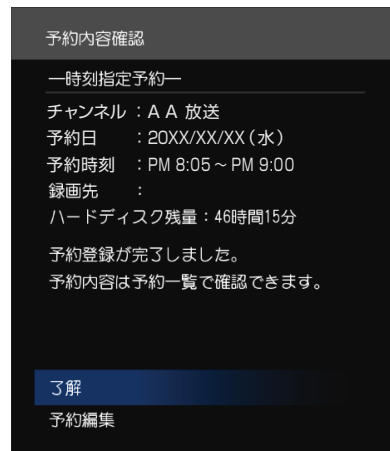 予約内容確認
―時刻指定予約―
チャンネル：ＡＡ 放送
予約日　：20XX/XX/XX（水）
予約時刻　：PM 8:05～PM 9:00
録画先　：
ハードディスク残量：46時間15分
予約登録が完了しました。
予約内容は予約一覧で確認できます。
了解
予約編集